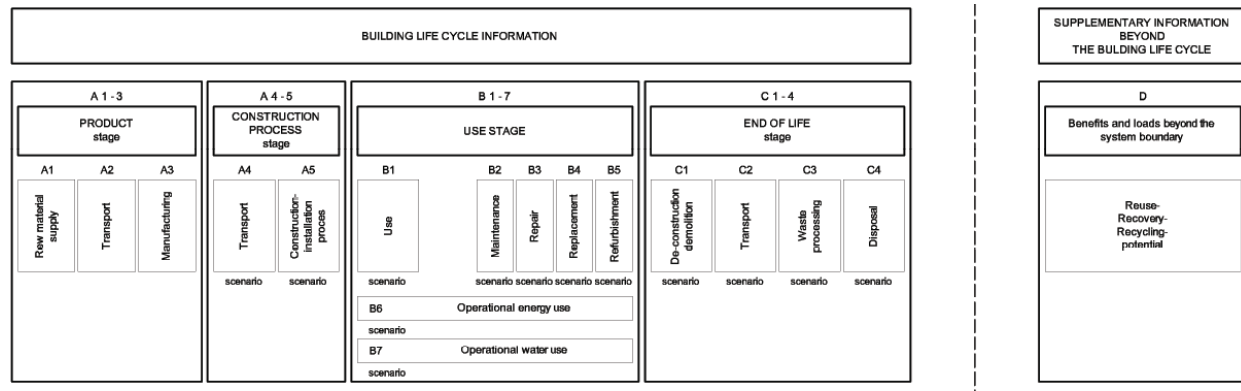 BUILDING LIFE CYCLE INFORMATION
SUPPLEMENTARY INFORMATION
BEYOND
THE BULDING LIFE CYCLE
A 1 - 3
PRODUCT
stage
A1
A2
A3
Rew material
supply
Transport
Manufacturing
A 4 - 5
CONSTRUCTION
PROCESS
stage
A4
A5
Transport
Construction-
installation
proces
scenario
scenario
B 1 - 7
USE STAGE
B1
B2
B3
B4
B5
Use
Maintenance
Repair
Replacement
Refurbishment
scenario
scenario
scenario
scenario
scenario
B6
Operational energy use
scenario
B7
Operational water use
scenario
C 1 - 4
END OF LIFE
stage
C1
C2
C3
C4
De-construction
demolition
Transport
Waste
processing
Disposal
scenario
scenario
scenario
scenario
D
Benefits and loads beyond the
system boundary
Reuse-
Recovery-
Recycling-
potential